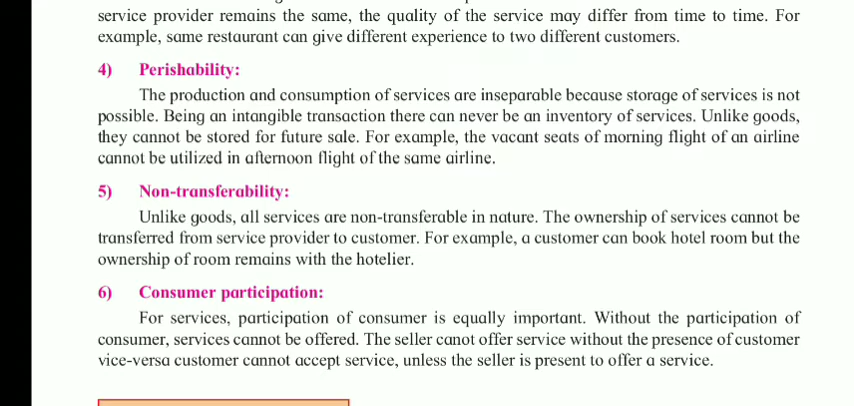 service provider remains the same, the quality of the service may differ from time to time. For
example, same restaurant can give different experience to two different customers.
4) Perishability:
The production and consumption of services are inseparable because storage of services is not
possible. Being an intangible transaction there can never be an inventory of services. Unlike goods,
they cannot be stored for future sale. For example, the vacant seats of morning flight of an airline
cannot be utilized in afternoon flight of the same airline.
5) Non-transferability:
Unlike goods, all services are non-transferable in nature. The ownership of services cannot be
transferred from service provider to customer. For example, a customer can book hotel room but the
ownership of room remains with the hotelier.
6) Consumer participation:
For services, participation of consumer is equally important. Without the participation of
consumer, services cannot be offered. The seller canot offer service without the presence of customer
vice-versa customer cannot accept service, unless the seller is present to offer a service.